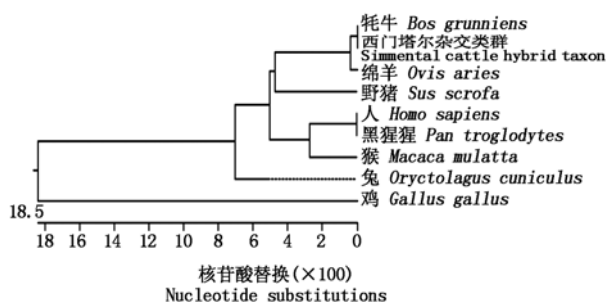 牦牛 Bos grunniens
西门塔尔杂交类群
Simmental cattle hybrid taxon
绵羊 Ovis aries
野猪 Sus scrofa
人 Homo sapiens
黑猩猩 Pan troglodytes
猴 Macaca mulatta
兔 Oryctolagus cuniculus
鸡 Gallus gallus
18.5
18 16 14 12 10 8 6 4 2 0
核苷酸替换(×100)
Nucleotide substitutions